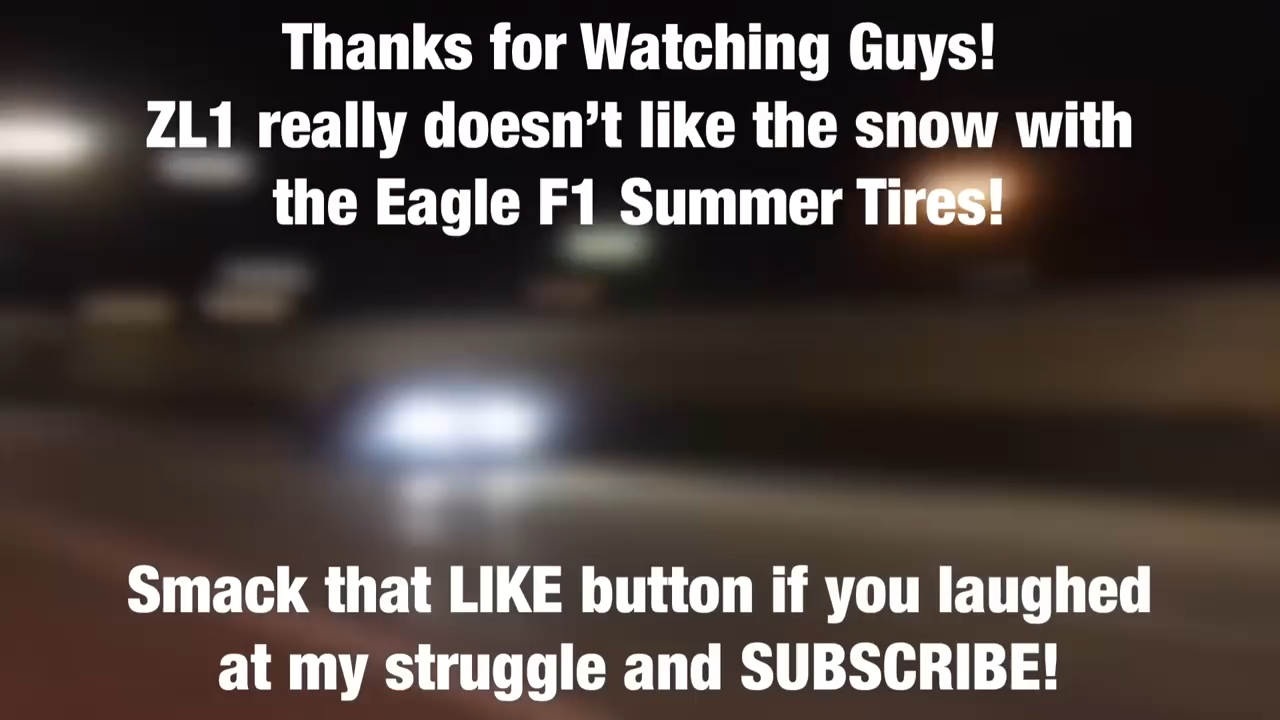 Thanks for Watching Guys!
ZL1 really doesn’t like the snow with
the Eagle F1 Summer Tires!
Smack that LIKE button if you laughed
at my struggle and SUBSCRIBE!